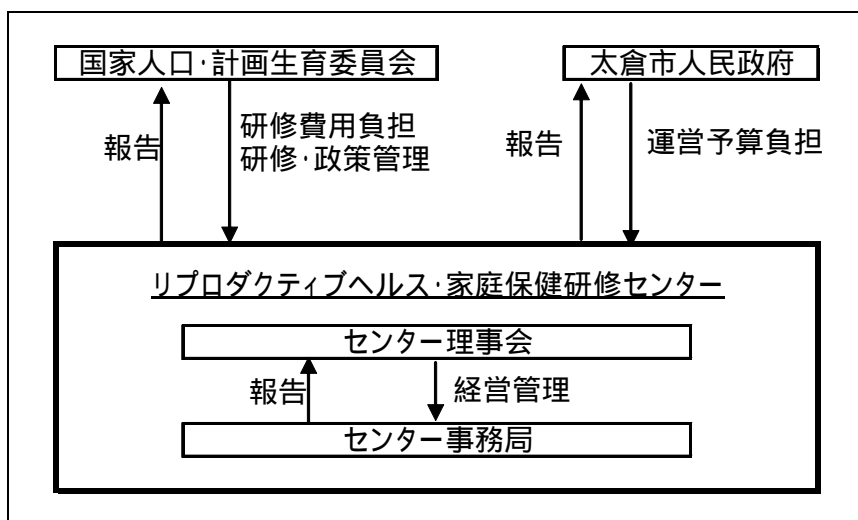 国家人口･計画生育委員会
太倉市人民政府
報告
研修費用負担
研修･政策管理
報告
運営予算負担
リプロダクティブヘルス･家庭保健研修センター
センター理事会
報告
経営管理
センター事務局